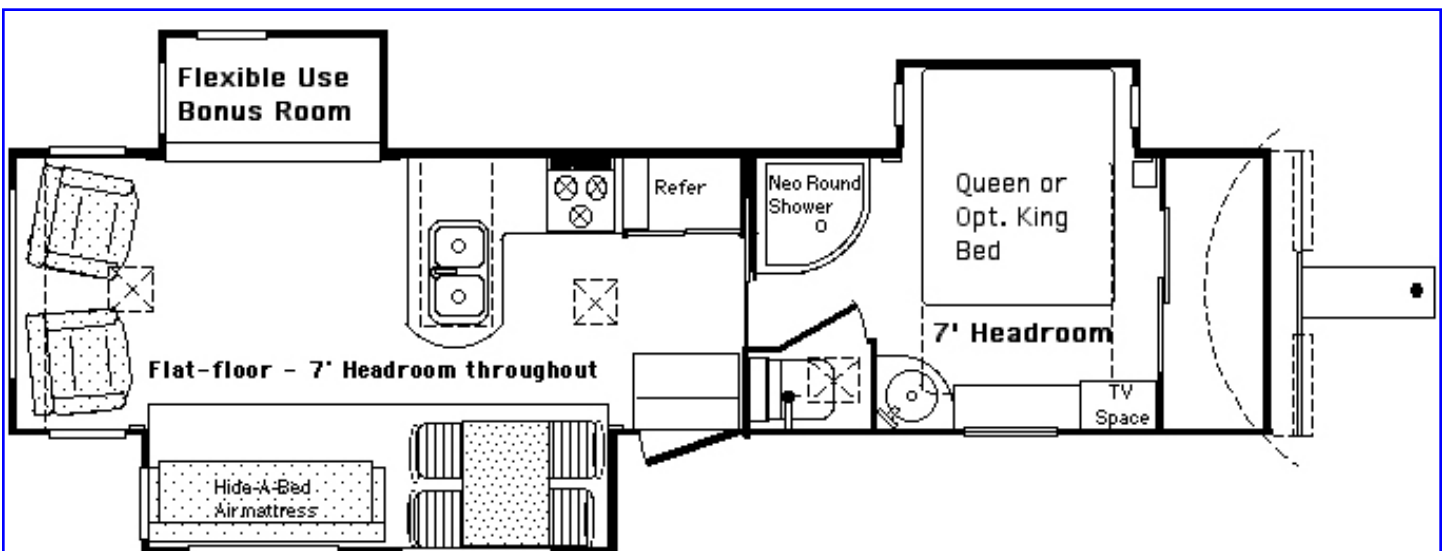 Flexible Use
Bonus Room
Refer
Neo Round
Shower
Queen or
Opt. King
Bed
7' Headroom
Flat-floor - 7' Headroom throughout
TV
Space
Hide-A-Bed
Airmattress